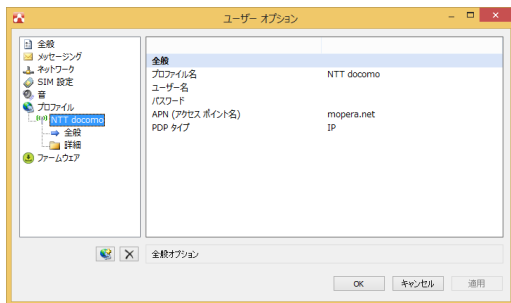 ユーザー オプション
全般
メッセージング
ネットワーク
SIM 設定
音
プロファイル
NTT docomo
全般
詳細
ファームウェア
全般
プロファイル名 NTT docomo
ユーザー名
パスワード
APN (アクセス ポイント名) mopera.net
PDP タイプ IP
全般オプション
OK キャンセル 適用